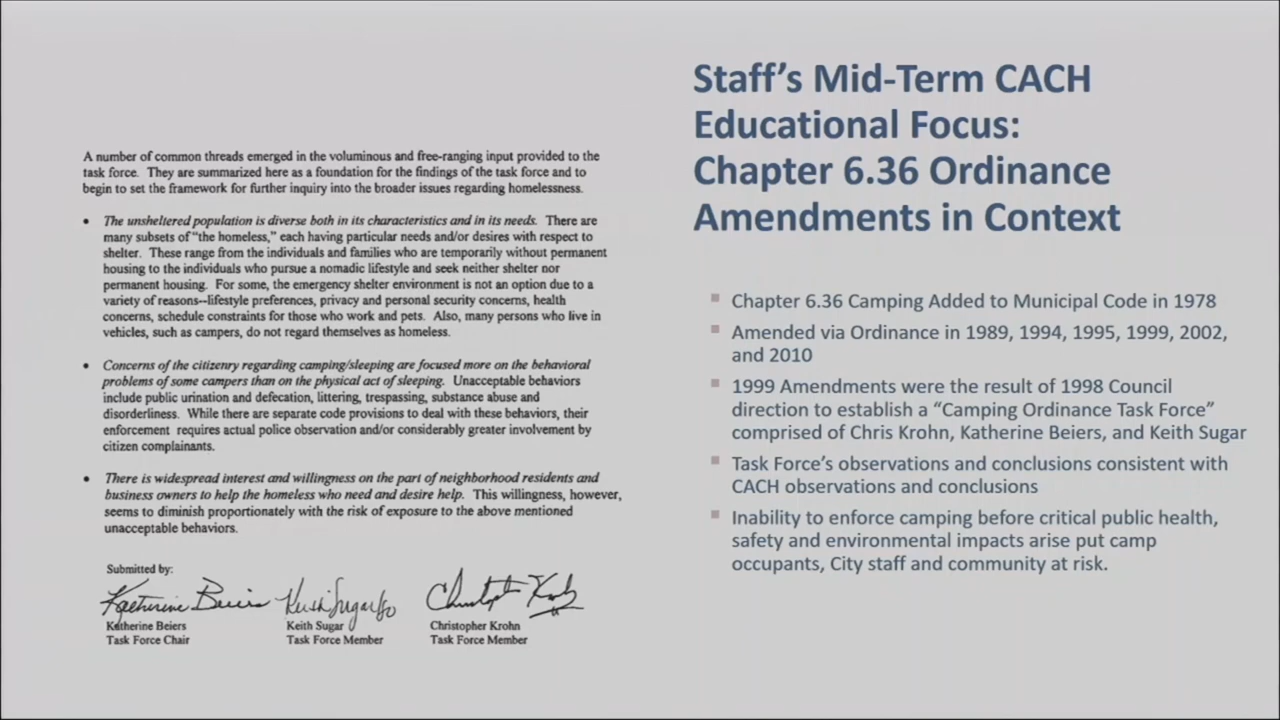 Staff's Mid-Term CACH
Educational Focus:
Chapter 6.36 Ordinance
Amendments in Context
A number of common threads emerged in the voluminous and free-ranging input provided to the
task force. They are summarized here as a foundation for the findings of the task force and to
begin to set the framework for further inquiry into the broader issues regarding homelessness.
• The unsheltered population is diverse both in its characteristics and in its needs. There are
many subsets of "the homeless," each having particular needs and/or desires with respect to
shelter. These range from the individuals and families who are temporarily without permanent
housing to the individuals who pursue a nomadic lifestyle and seek neither shelter nor
permanent housing. For some, the emergency shelter environment is not an option due to a
variety of reasons--lifestyle preferences, privacy and personal security concerns, health
concerns, schedule constraints for those who work and pets. Also, many persons who live in
vehicles, such as campers, do not regard themselves as homeless.
• Concerns of the citizenry regarding camping/sleeping are focused more on the behavioral
problems of some campers than on the physical act of sleeping. Unacceptable behaviors
include public urination and defecation, littering, trespassing, substance abuse and
disorderliness. While there are separate code provisions to deal with these behaviors, their
enforcement requires actual police observation and/or considerably greater involvement by
citizen complainants.
• There is widespread interest and willingness on the part of neighborhood residents and
business owners to help the homeless who need and desire help. This willingness, however,
seems to diminish proportionately with the risk of exposure to the above mentioned
unacceptable behaviors.
Submitted by:
Katherine Beiers
Task Force Chair
Keith Sugar
Task Force Member
Christopher Krohn
Task Force Member
Chapter 6.36 Camping Added to Municipal Code in 1978
Amended via Ordinance in 1989, 1994, 1995, 1999, 2002,
and 2010
1999 Amendments were the result of 1998 Council
direction to establish a "Camping Ordinance Task Force"
comprised of Chris Krohn, Katherine Beiers, and Keith Sugar
Task Force's observations and conclusions consistent with
CACH observations and conclusions
Inability to enforce camping before critical public health,
safety and environmental impacts arise put camp
occupants, City staff and community at risk.